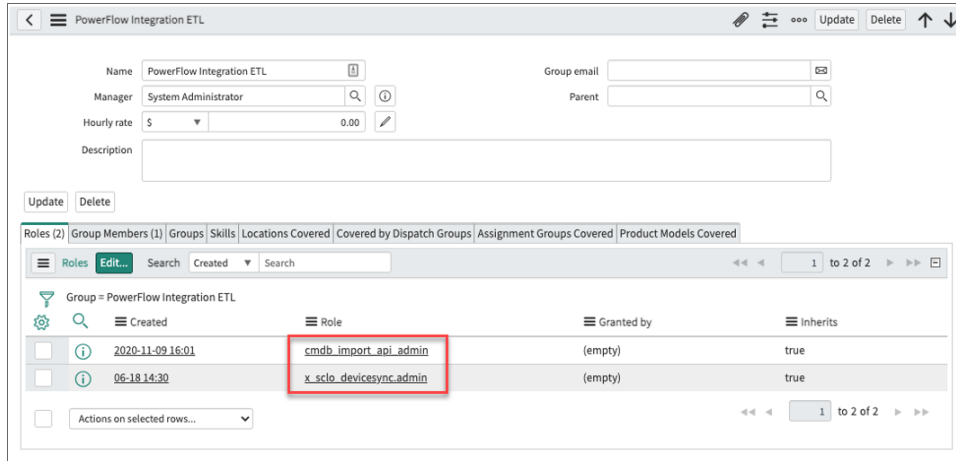 PowerFlow Integration ETL Update Delete
Name PowerFlow Integration ETL Group email
Manager System Administrator Parent
Hourly rate $ 0.00
Description
Update Delete
Roles (2) Group Members (1) Groups Skills Locations Covered Covered by Dispatch Groups Assignment Groups Covered Product Models Covered
Roles Edit... Search Created Search 1 to 2 of 2
Group = PowerFlow Integration ETL
Created Role Granted by Inherits
2020-11-09 16:01 cmdb_import_api_admin (empty) true
06-18 14:30 x_sclo_devicesync.admin (empty) true
Actions on selected rows... 1 to 2 of 2